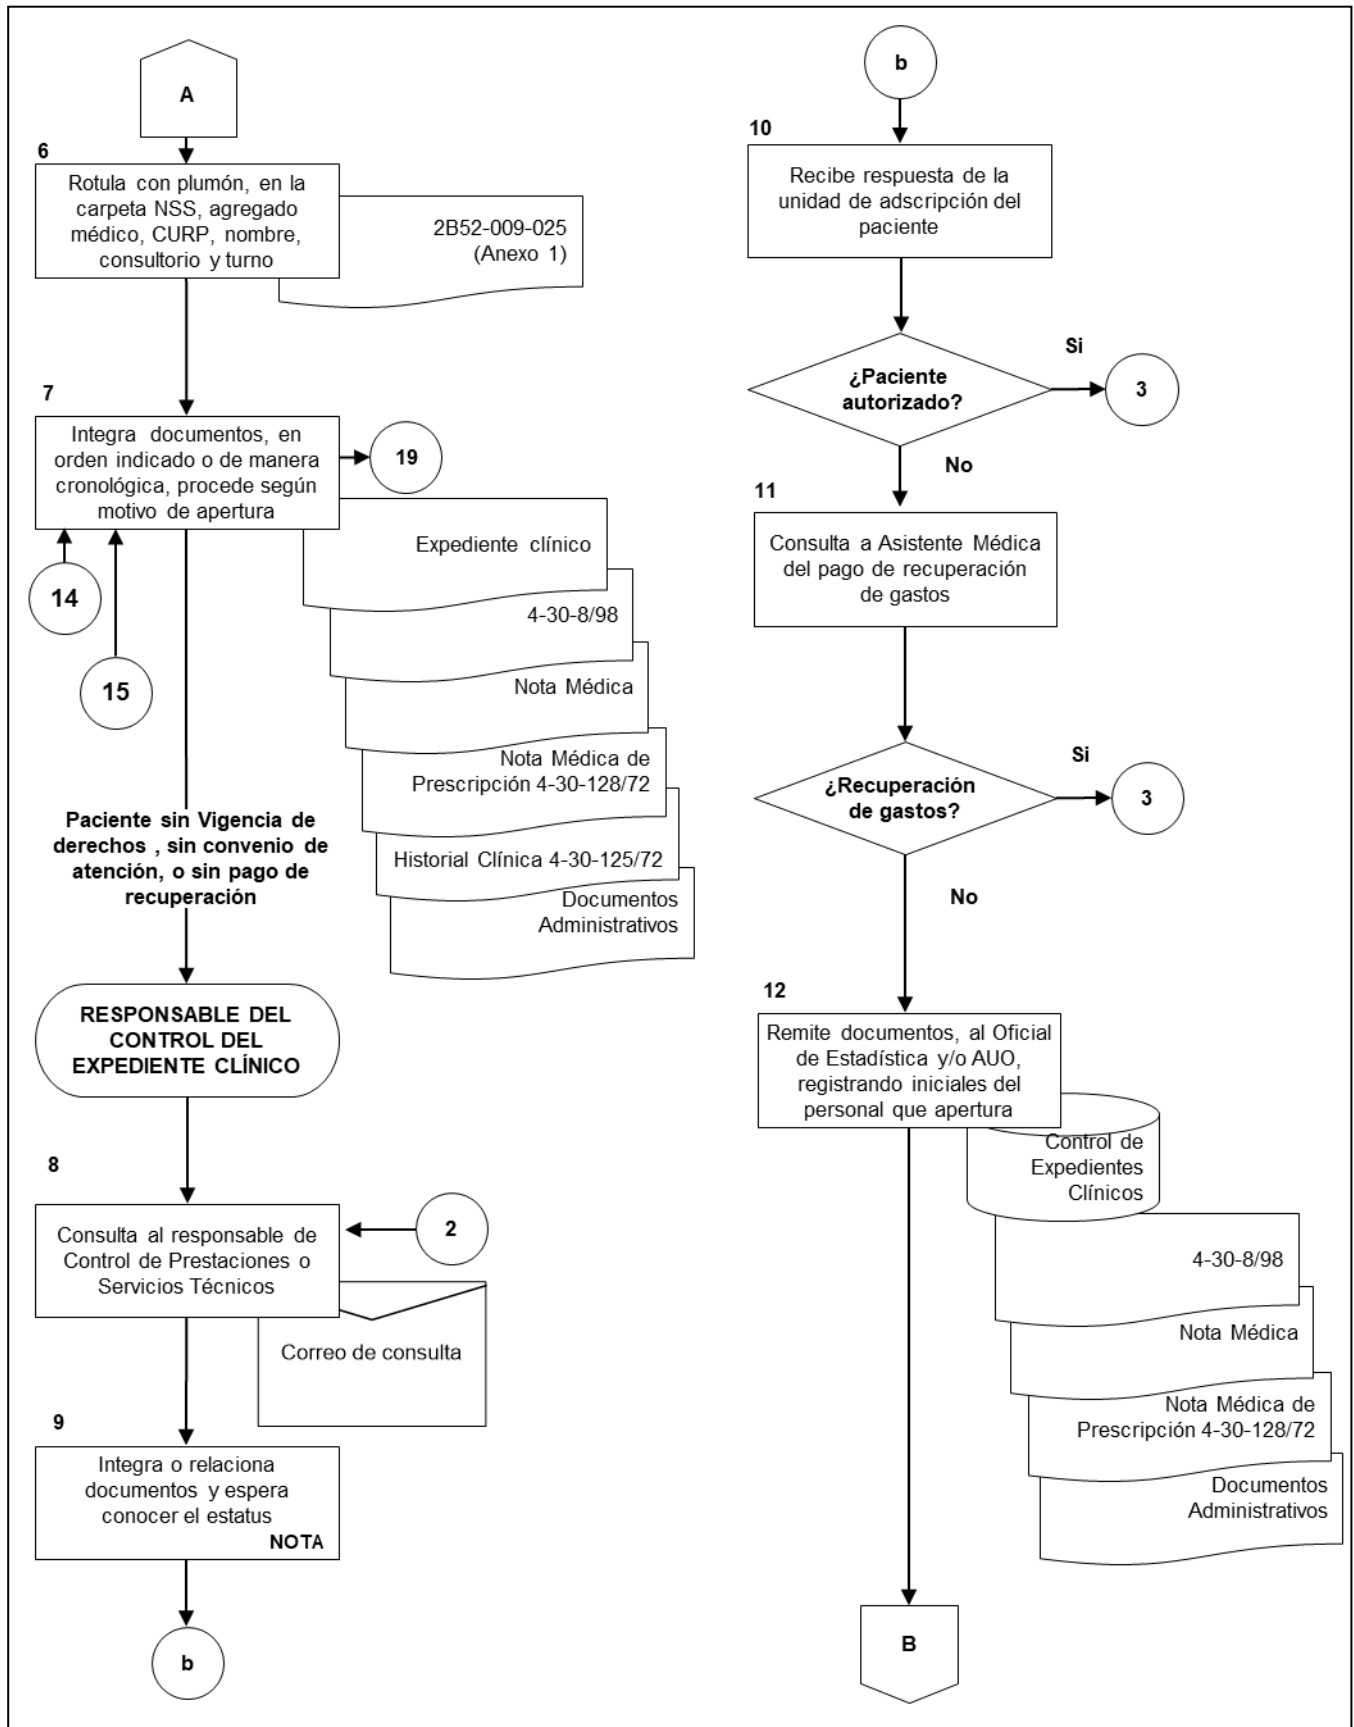 A
6
Rotula con plumón, en la
carpeta NSS, agregado
médico, CURP, nombre,
consultorio y turno
2B52-009-025
(Anexo 1)
7
Integra documentos, en
orden indicado o de manera
cronológica, procede según
motivo de apertura
19
14
15
Expediente clínico
4-30-8/98
Nota Médica
Nota Médica de
Prescripción 4-30-128/72
Historial Clínica 4-30-125/72
Documentos
Administrativos
Paciente sin Vigencia de
derechos , sin convenio de
atención, o sin pago de
recuperación
RESPONSABLE DEL
CONTROL DEL
EXPEDIENTE CLÍNICO
8
Consulta al responsable de
Control de Prestaciones o
Servicios Técnicos
2
Correo de consulta
9
Integra o relaciona
documentos y espera
conocer el estatus
NOTA
b
b
10
Recibe respuesta de la
unidad de adscripción del
paciente
¿Paciente
autorizado?
Si
3
No
11
Consulta a Asistente Médica
del pago de recuperación
de gastos
¿Recuperación
de gastos?
Si
3
No
12
Remite documentos, al Oficial
de Estadística y/o AUO,
registrando iniciales del
personal que apertura
Control de
Expedientes
Clínicos
4-30-8/98
Nota Médica
Nota Médica de
Prescripción 4-30-128/72
Documentos
Administrativos
B